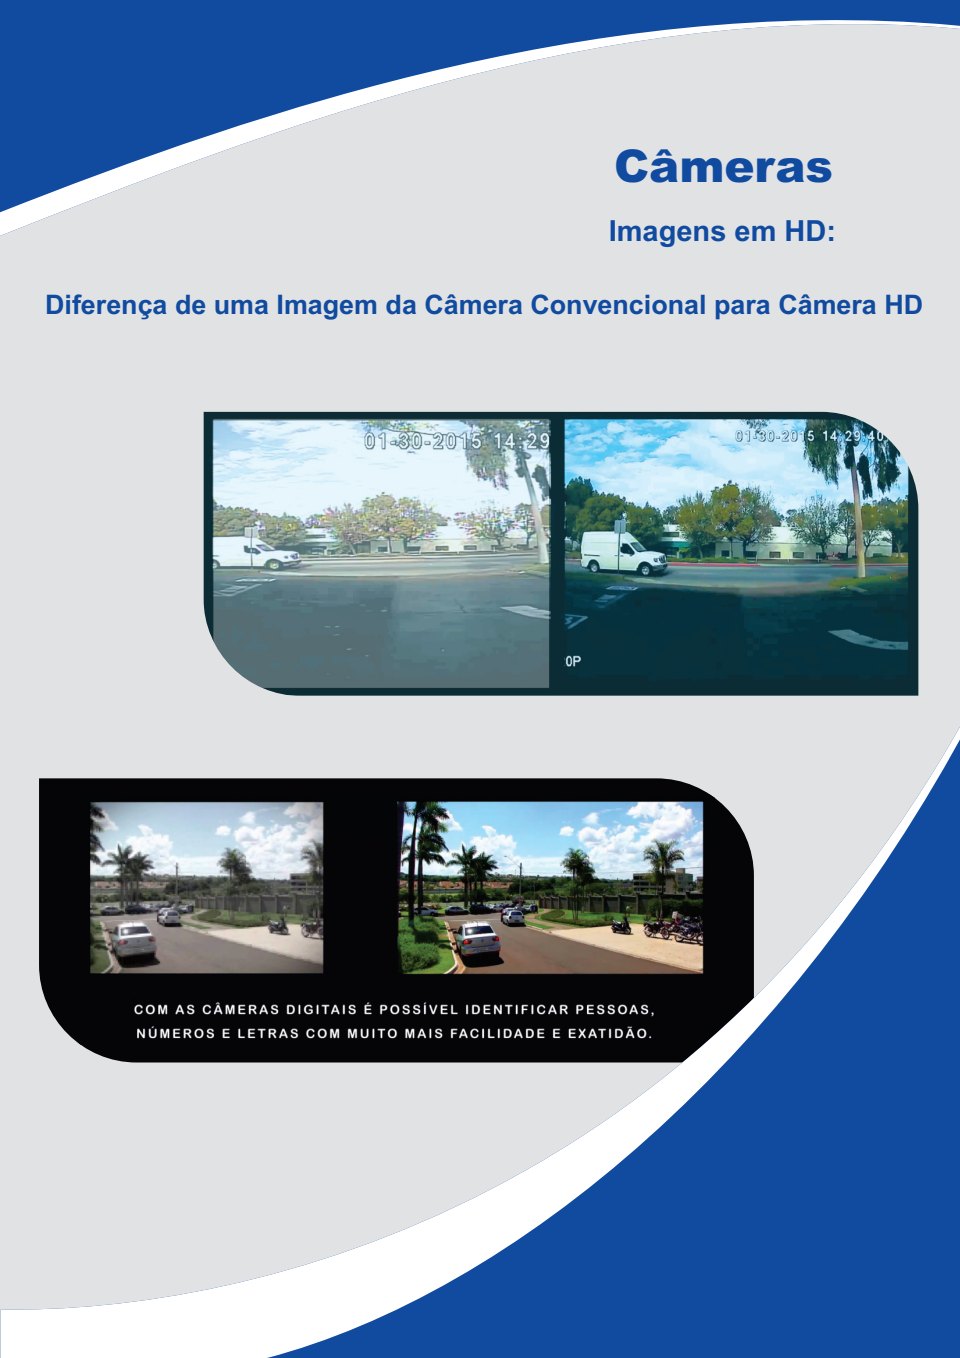 Câmeras
Imagens em HD:
Diferença de uma Imagem da Câmera Convencional para Câmera HD
01-30-2015 14:29
01-30-2015 14:29:40
0P
COM AS CÂMERAS DIGITAIS É POSSÍVEL IDENTIFICAR PESSOAS,
NÚMEROS E LETRAS COM MUITO MAIS FACILIDADE E EXATIDÃO.